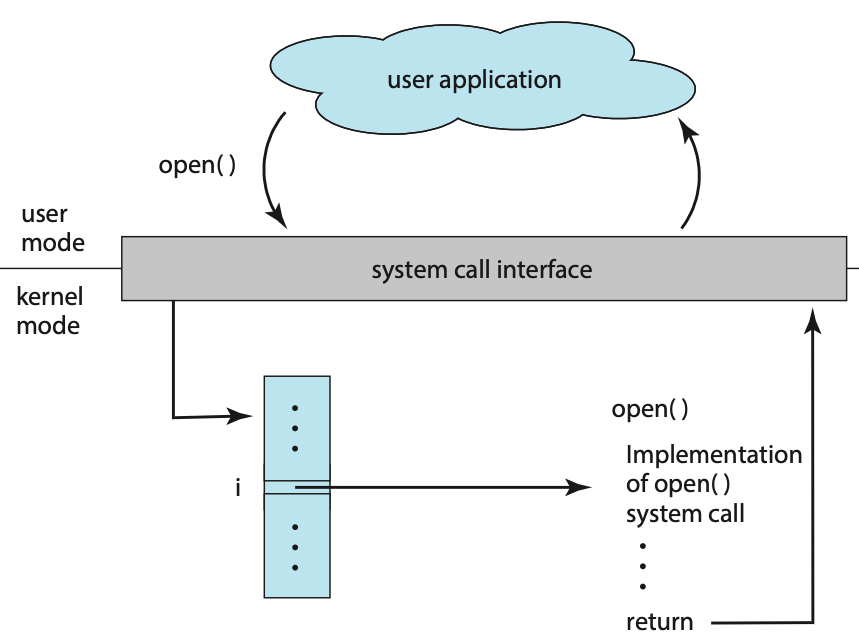 user application
open( )
user
mode
system call interface
kernel
mode
open( )
Implementation
of open( )
system call
i
return